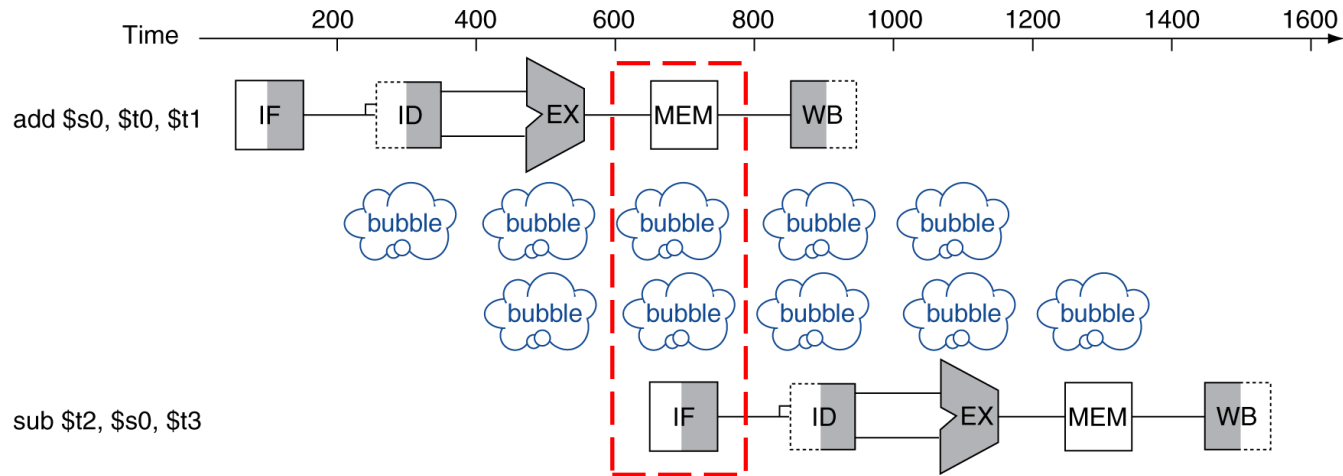 200 400 600 800 1000 1200 1400 1600
Time
add $s0, $t0, $t1 IF ID EX MEM WB
bubble bubble bubble bubble bubble
bubble bubble bubble bubble bubble
sub $t2, $s0, $t3 IF ID EX MEM WB